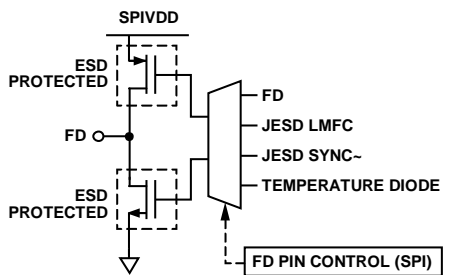 SPIVDD
ESD
PROTECTED
FD
ESD
PROTECTED
FD
JESD LMFC
JESD SYNC~
TEMPERATURE DIODE
FD PIN CONTROL (SPI)